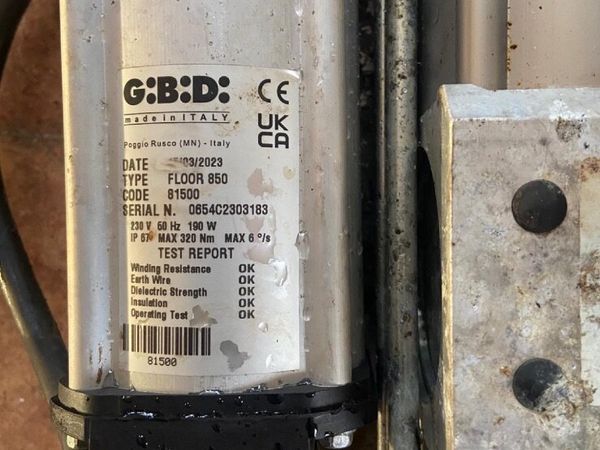 G:B:D:
CE
made in ITALY
UK
CA
Poggio Rusco (MN) - Italy
DATE /03/2023
TYPE FLOOR 850
CODE 81500
SERIAL N. 0654C2303183
230 V 60 Hz 190 W
IP 67 MAX 320 Nm MAX 6 °/s
TEST REPORT
Winding Resistance OK
Earth Wire OK
Dielectric Strength OK
Insulation OK
Operating Test OK
81500